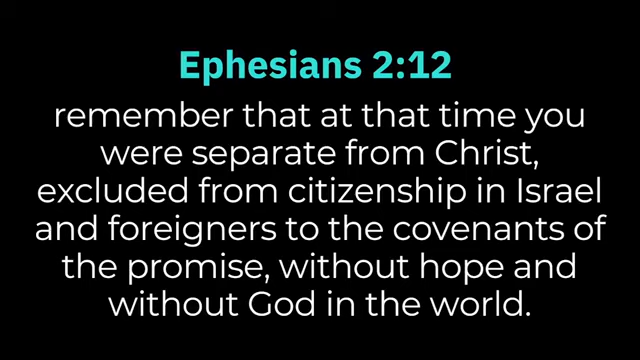 Ephesians 2:12
remember that at that time you
were separate from Christ,
excluded from citizenship in Israel
and foreigners to the covenants of
the promise, without hope and
without God in the world.